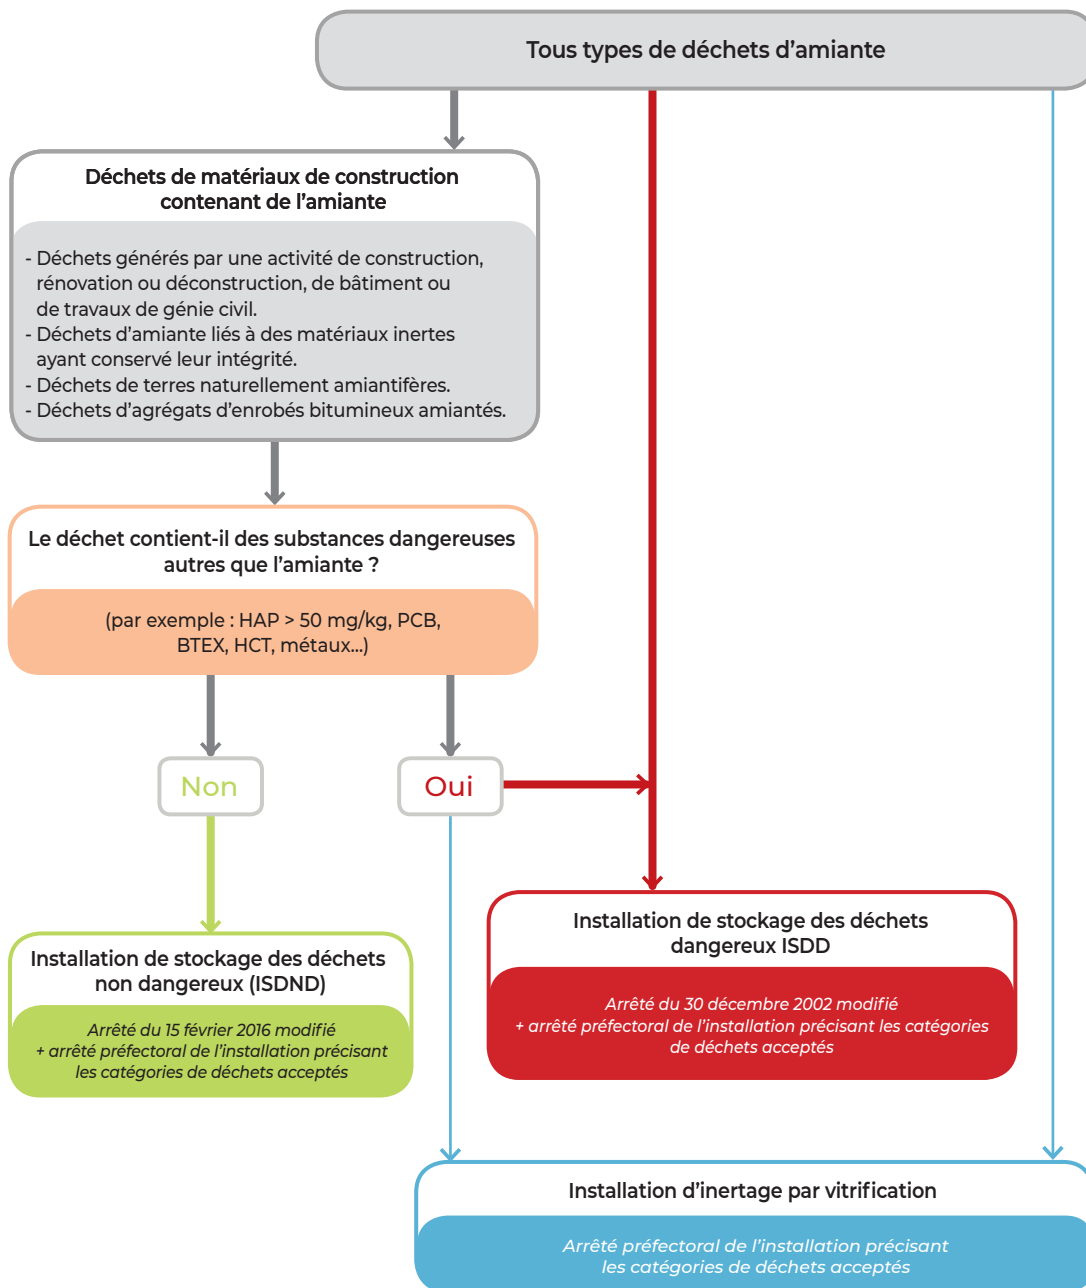 Tous types de déchets d’amiante
Déchets de matériaux de construction
contenant de l’amiante
- Déchets générés par une activité de construction,
rénovation ou déconstruction, de bâtiment ou
de travaux de génie civil.
- Déchets d’amiante liés à des matériaux inertes
ayant conservé leur intégrité.
- Déchets de terres naturellement amiantifères.
- Déchets d’agrégats d’enrobés bitumineux amiantés.
Le déchet contient-il des substances dangereuses
autres que l’amiante ?
(par exemple : HAP > 50 mg/kg, PCB,
BTEX, HCT, métaux...)
Non
Oui
Installation de stockage des déchets
dangereux ISDD
Arrêté du 30 décembre 2002 modifié
+ arrêté préfectoral de l’installation précisant les catégories
de déchets acceptés
Installation de stockage des déchets
non dangereux (ISDND)
Arrêté du 15 février 2016 modifié
+ arrêté préfectoral de l’installation précisant
les catégories de déchets acceptés
Installation d’inertage par vitrification
Arrêté préfectoral de l’installation précisant
les catégories de déchets acceptés